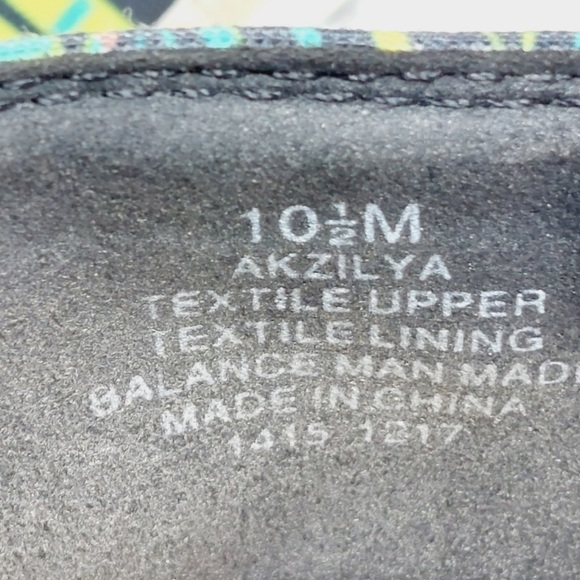 10½M
AKZILYA
TEXTILE UPPER
TEXTILE LINING
BALANCE MAN MADE
MADE IN CHINA
1415 1217